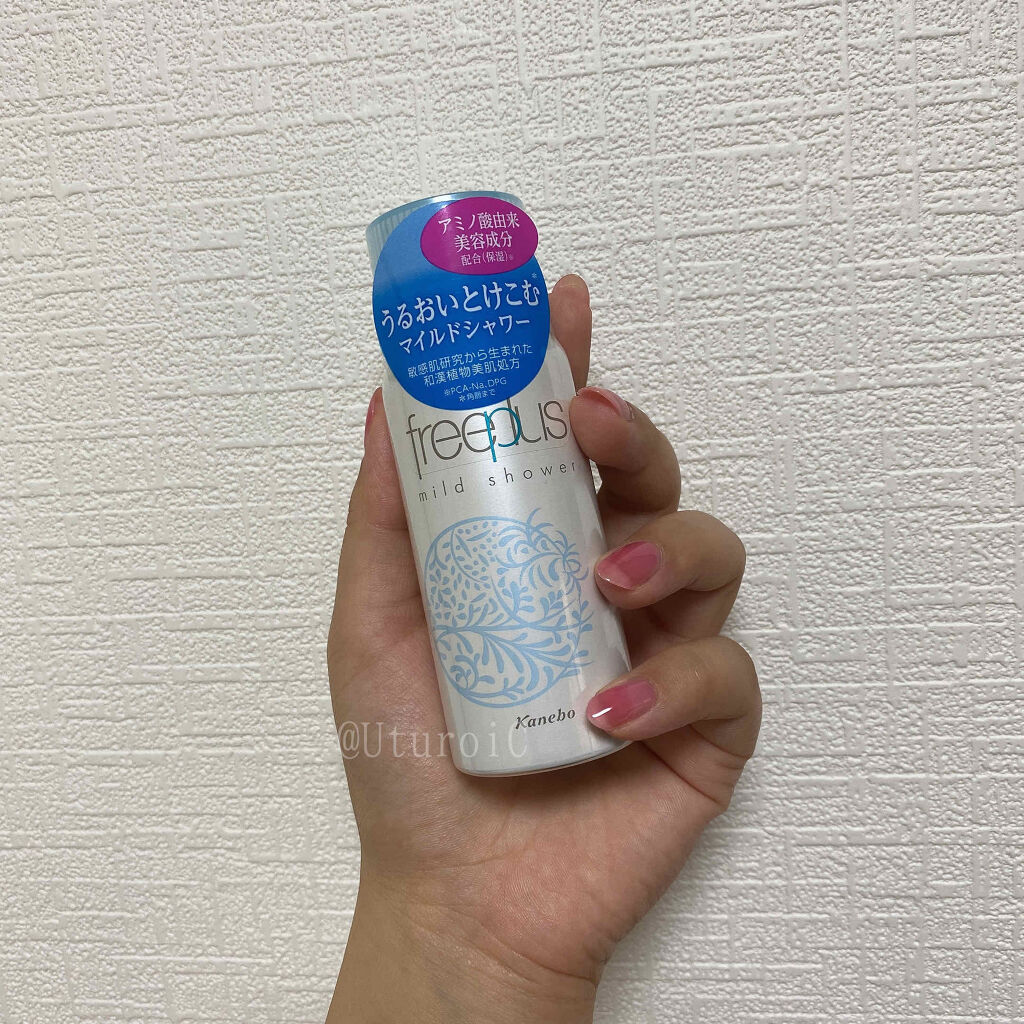 アミノ酸由来
美容成分
配合(保湿)※
うるおいとけこむ*
マイルドシャワー
敏感肌研究から生まれた
和漢植物美肌処方
※PCA-Na、DPG
*角層まで
freeplus
mild shower
Kanebo
@UturoiC